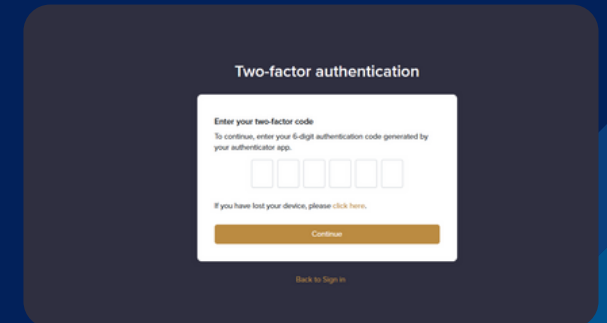 Two-factor authentication
Enter your two-factor code
To continue, enter your 6-digit authentication code generated by
your authenticator app.
If you have lost your device, please click here.
Continue
Back to Sign in